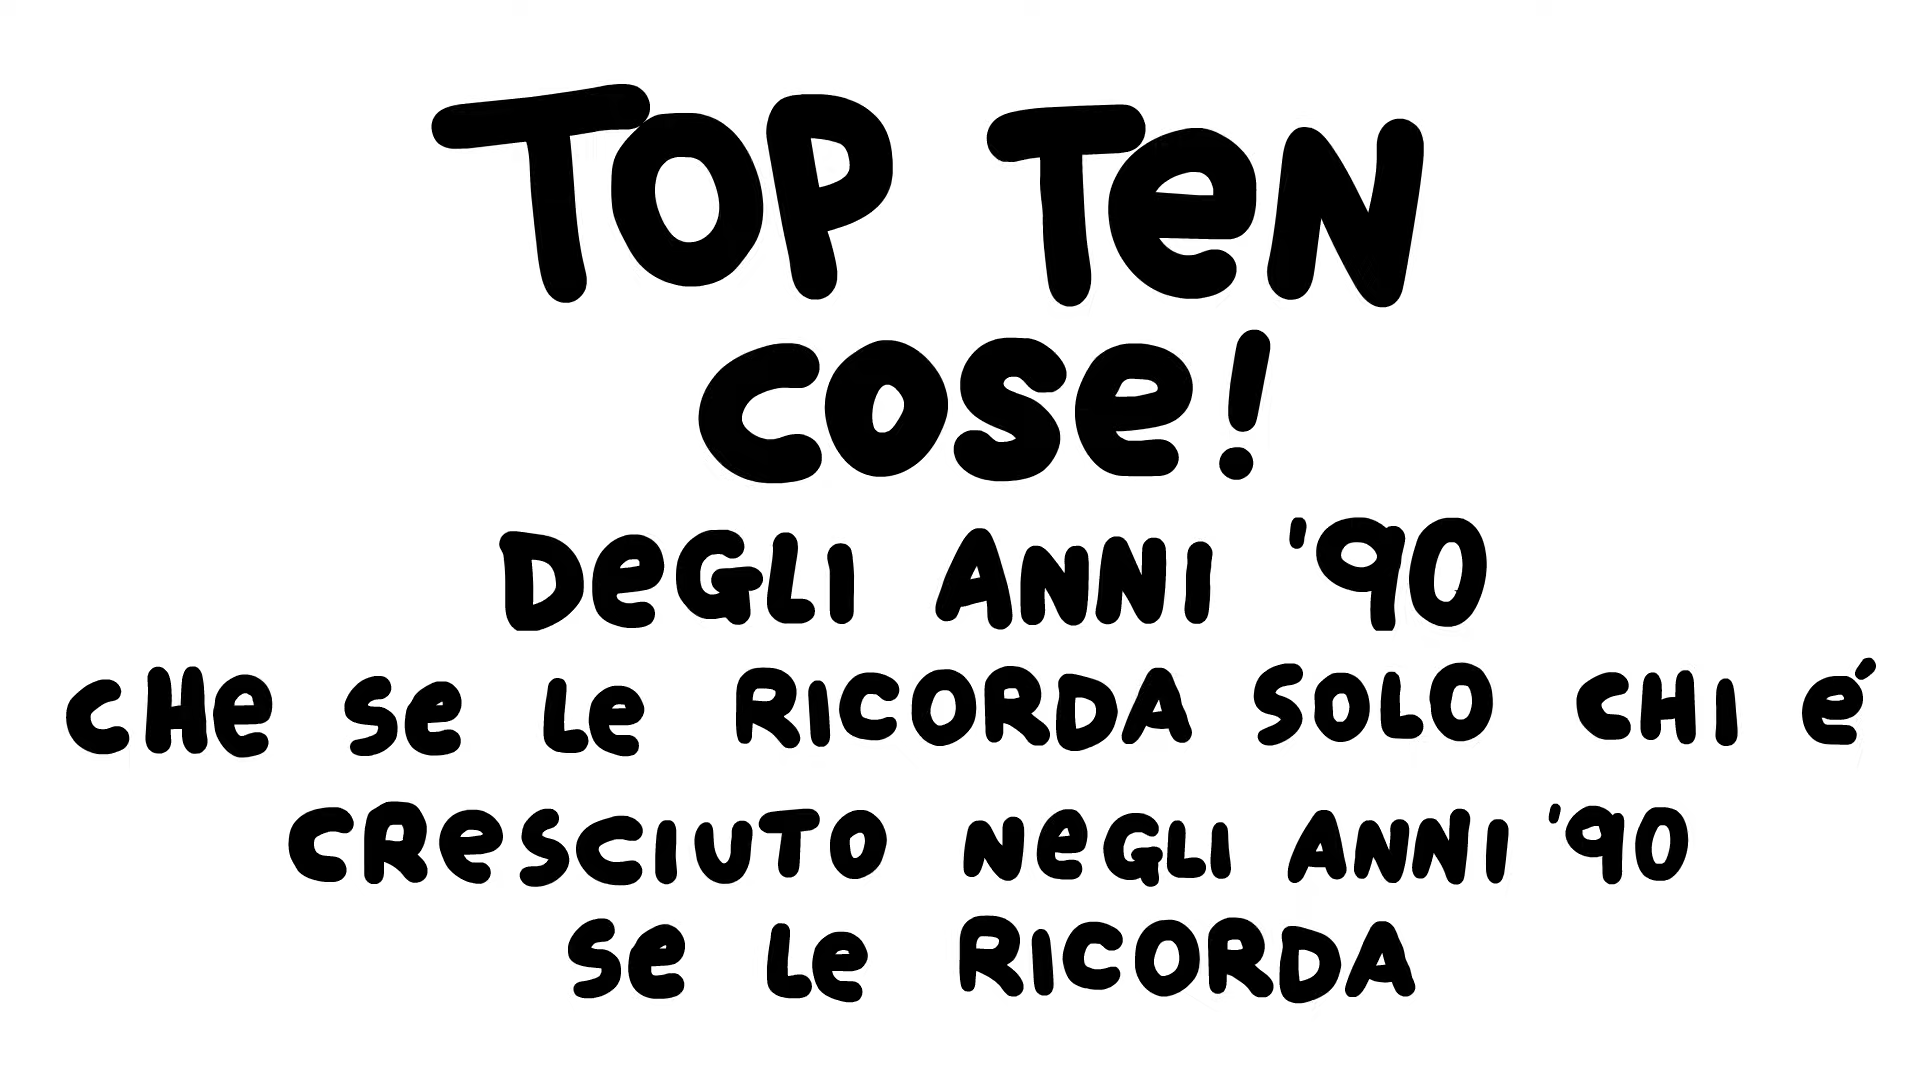 TOP TeN
COSe!
DeGLI ANNI '90
CHe Se Le RICORDA SOLO CHI é
CReSCIUTO NeGLI ANNI '90
Se Le RICORDA